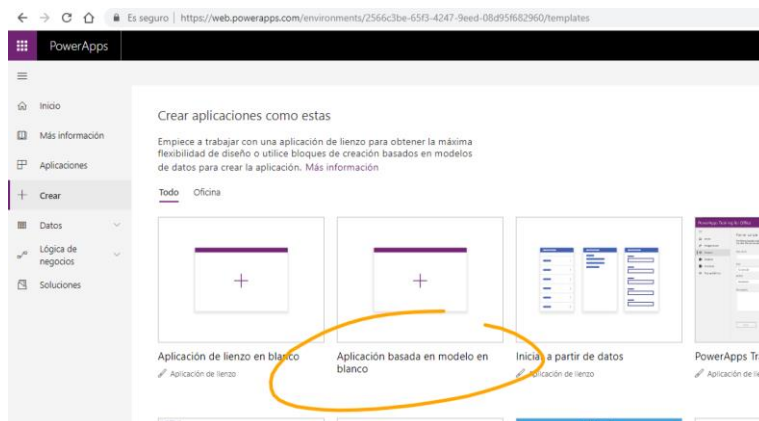 Es seguro | https://web.powerapps.com/environments/2566c3be-65f3-4247-9eed-08d95f682960/templates
PowerApps
Inicio
Más información
Aplicaciones
Crear
Datos
Lógica de
negocios
Soluciones
Crear aplicaciones como estas
Empiece a trabajar con una aplicación de lienzo para obtener la máxima
flexibilidad de diseño o utilice bloques de creación basados en modelos
de datos para crear la aplicación. Más información
Todo Oficina
Aplicación de lienzo en blanco
Aplicación de lienzo
Aplicación basada en modelo en
blanco
Iniciar a partir de datos
Aplicación de lienzo
PowerApps Tr
Aplicación de li